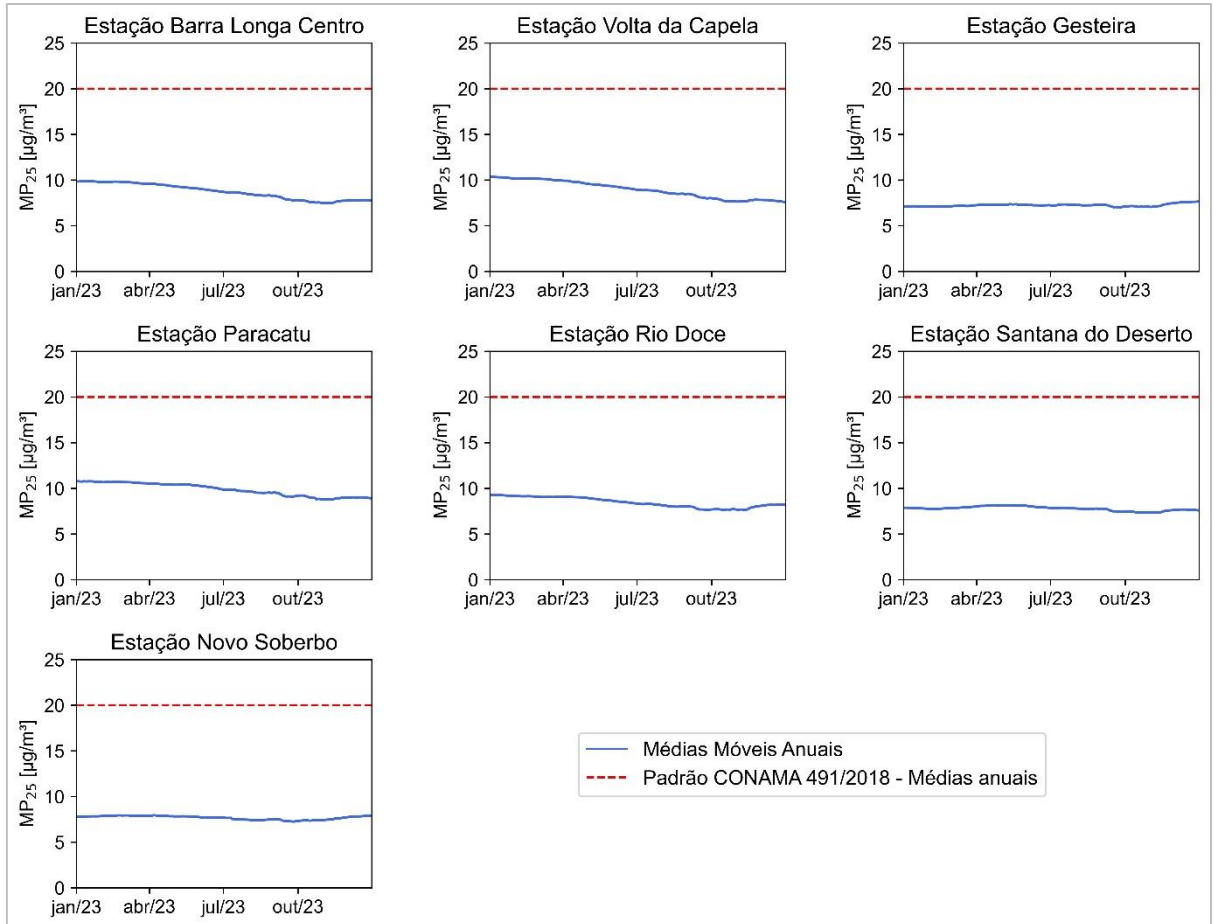 Estação Barra Longa Centro
MP₂₅ [µg/m³]
25
20
15
10
5
0
jan/23 abr/23 jul/23 out/23
Estação Volta da Capela
MP₂₅ [µg/m³]
25
20
15
10
5
0
jan/23 abr/23 jul/23 out/23
Estação Gesteira
MP₂₅ [µg/m³]
25
20
15
10
5
0
jan/23 abr/23 jul/23 out/23
Estação Paracatu
MP₂₅ [µg/m³]
25
20
15
10
5
0
jan/23 abr/23 jul/23 out/23
Estação Rio Doce
MP₂₅ [µg/m³]
25
20
15
10
5
0
jan/23 abr/23 jul/23 out/23
Estação Santana do Deserto
MP₂₅ [µg/m³]
25
20
15
10
5
0
jan/23 abr/23 jul/23 out/23
Estação Novo Soberbo
MP₂₅ [µg/m³]
25
20
15
10
5
0
jan/23 abr/23 jul/23 out/23
Médias Móveis Anuais
Padrão CONAMA 491/2018 - Médias anuais